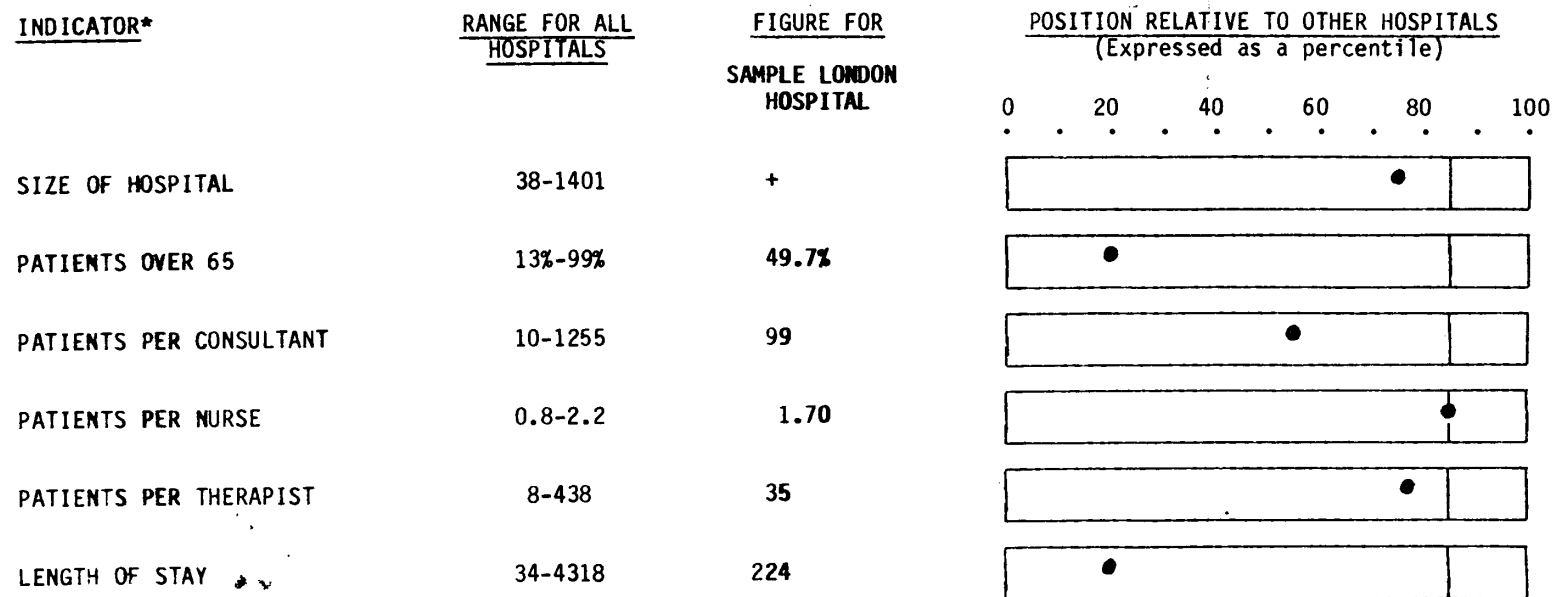 INDICATOR* RANGE FOR ALL HOSPITALS FIGURE FOR SAMPLE LONDON HOSPITAL POSITION RELATIVE TO OTHER HOSPITALS
(Expressed as a percentile)
0 20 40 60 80 100
SIZE OF HOSPITAL 38-1401 +
PATIENTS OVER 65 13%-99% 49.7%
PATIENTS PER CONSULTANT 10-1255 99
PATIENTS PER NURSE 0.8-2.2 1.70
PATIENTS PER THERAPIST 8-438 35
LENGTH OF STAY 34-4318 224